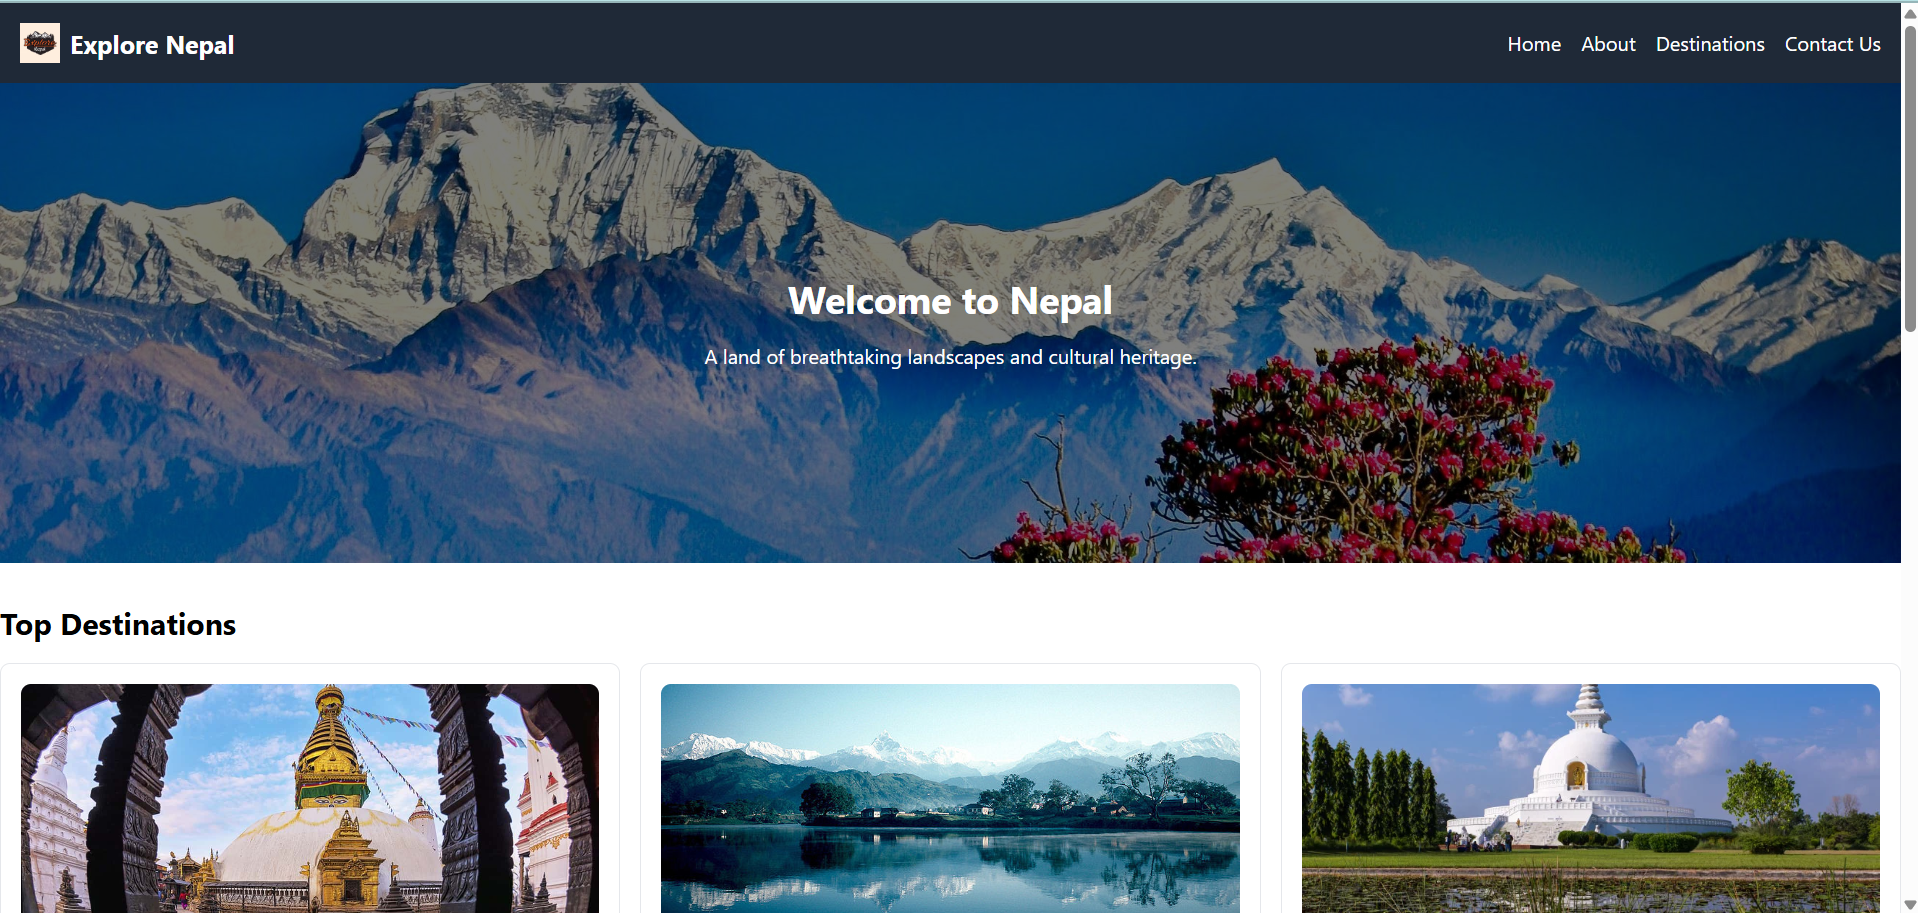 Explore Nepal
Home About Destinations Contact Us
Welcome to Nepal
A land of breathtaking landscapes and cultural heritage.
Top Destinations